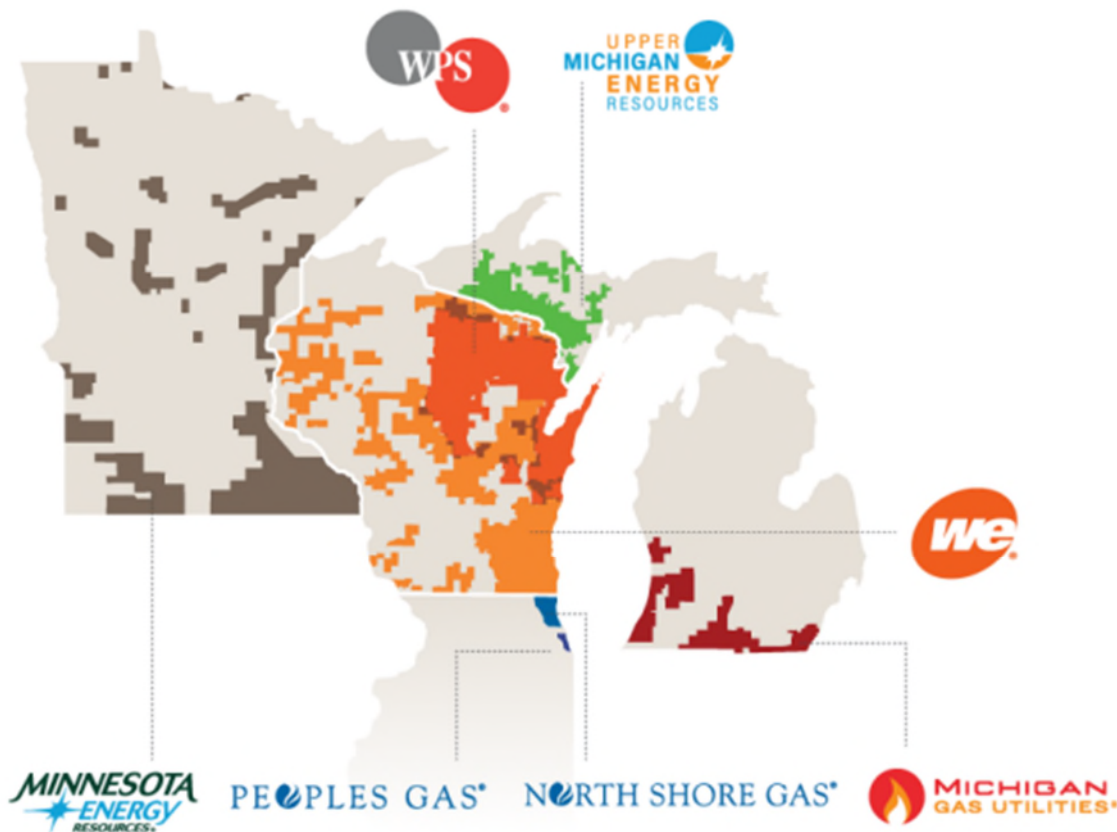 WPS®
UPPER
MICHIGAN
ENERGY
RESOURCES
we®
MINNESOTA
ENERGY
RESOURCES®
PEOPLES GAS®
NORTH SHORE GAS®
MICHIGAN
GAS UTILITIES®